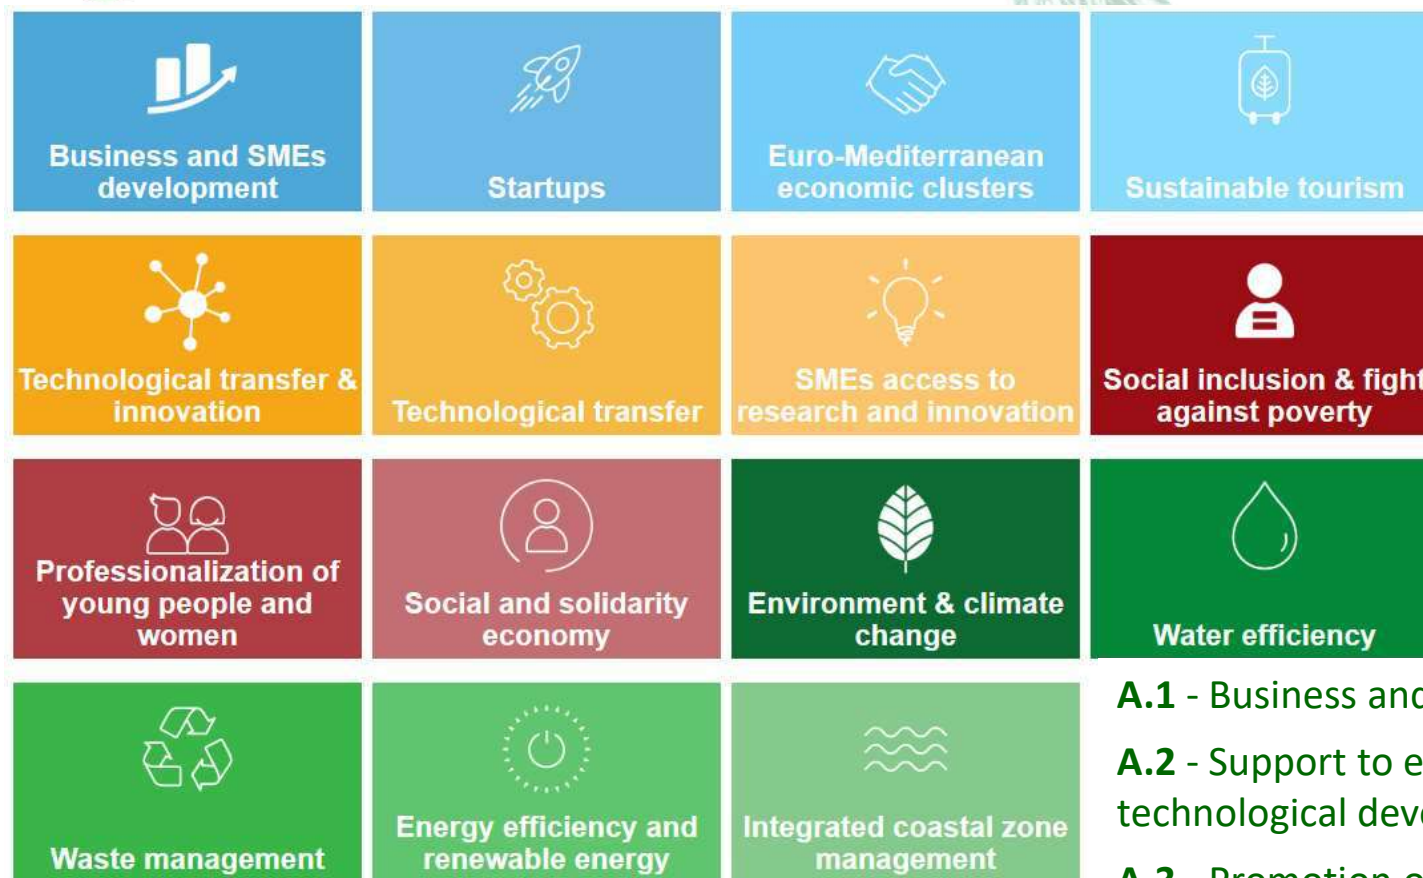 Business and SMEs
development
Startups
Euro-Mediterranean
economic clusters
Sustainable tourism
Technological transfer &
innovation
Technological transfer
SMEs access to
research and innovation
Social inclusion & fight
against poverty
Professionalization of
young people and
women
Social and solidarity
economy
Environment & climate
change
Water efficiency
Waste management
Energy efficiency and
renewable energy
Integrated coastal zone
management
A.1 - Business and
A.2 - Support to e
technological deve